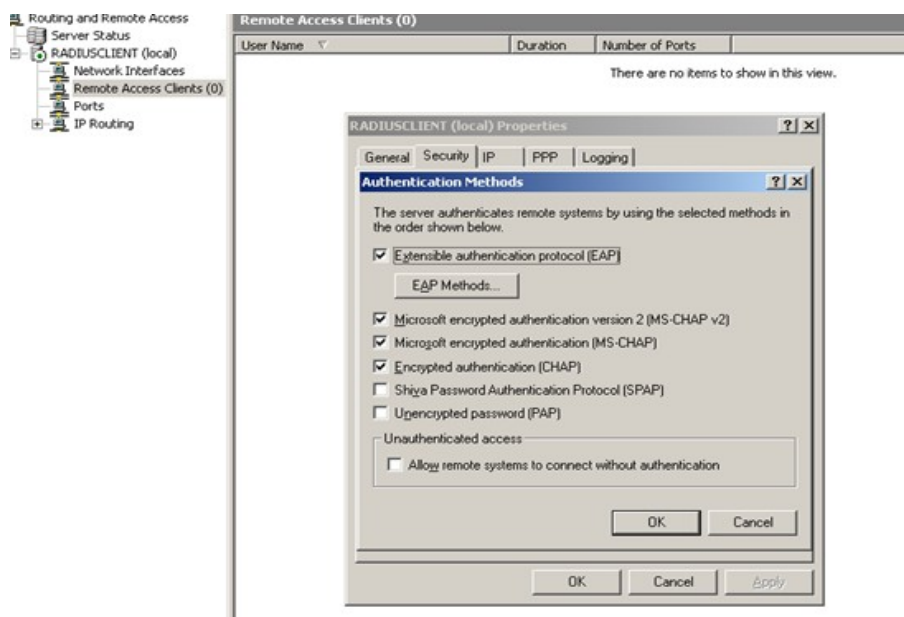 Routing and Remote Access
Server Status
RADIUSCLIENT (local)
Network Interfaces
Remote Access Clients (0)
Ports
IP Routing
Remote Access Clients (0)
User Name Duration Number of Ports
There are no items to show in this view.
RADIUSCLIENT (local) Properties
General Security IP PPP Logging
Authentication Methods
The server authenticates remote systems by using the selected methods in
the order shown below.
Extensible authentication protocol (EAP)
EAP Methods...
Microsoft encrypted authentication version 2 (MS-CHAP v2)
Microsoft encrypted authentication (MS-CHAP)
Encrypted authentication (CHAP)
Shiva Password Authentication Protocol (SPAP)
Unencrypted password (PAP)
Unauthenticated access
Allow remote systems to connect without authentication
OK Cancel
OK Cancel Apply